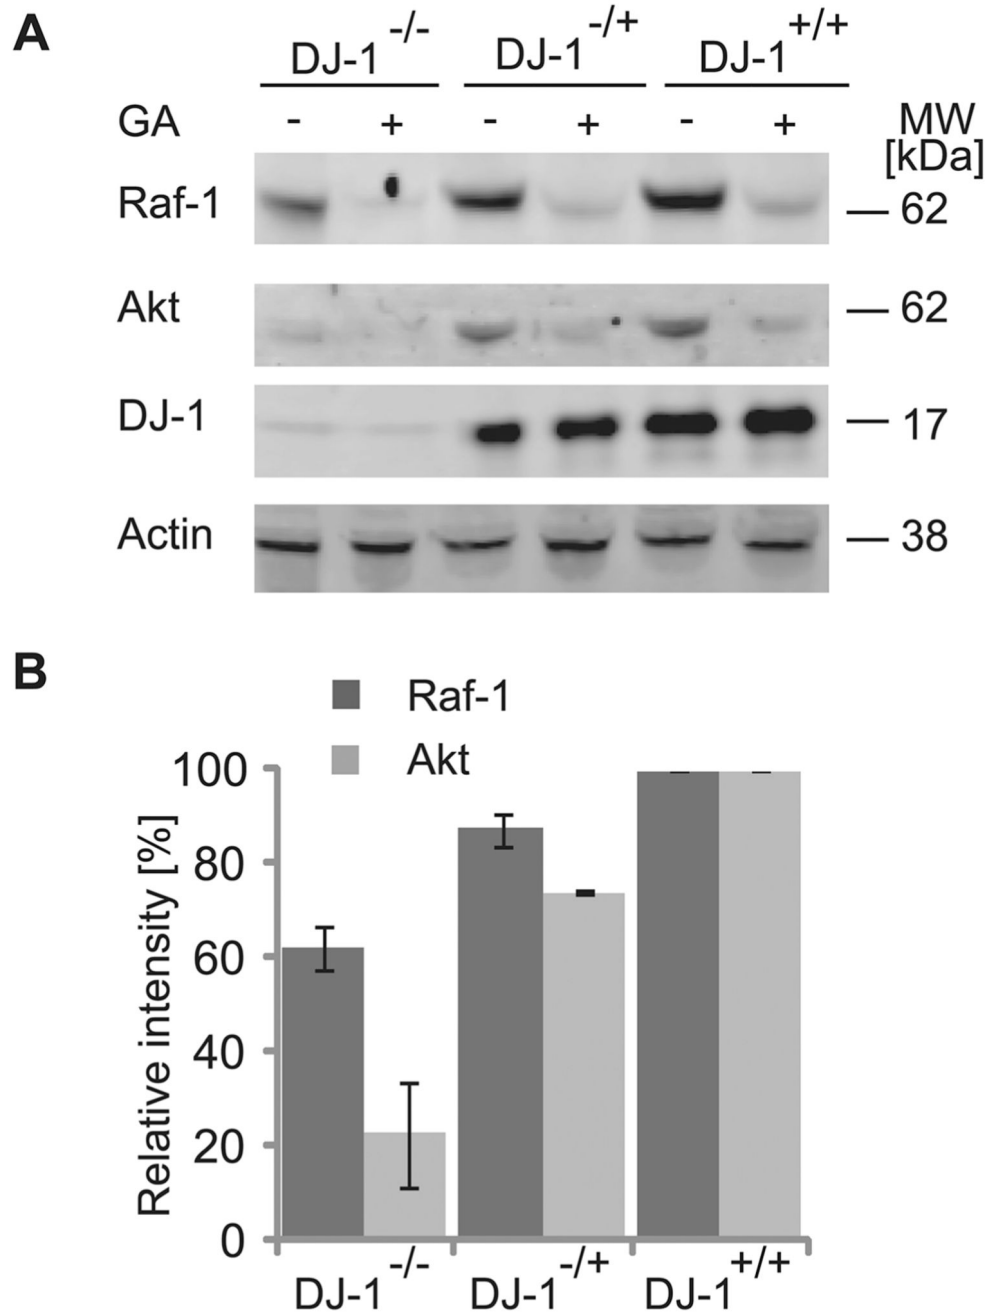 A
DJ-1 -/- DJ-1 -/+ DJ-1 +/+
GA - + - + - + MW
[kDa]
Raf-1 — 62
Akt — 62
DJ-1 — 17
Actin — 38
B
Raf-1
Akt
Relative intensity [%]
100
80
60
40
20
0
DJ-1 -/- DJ-1 -/+ DJ-1 +/+